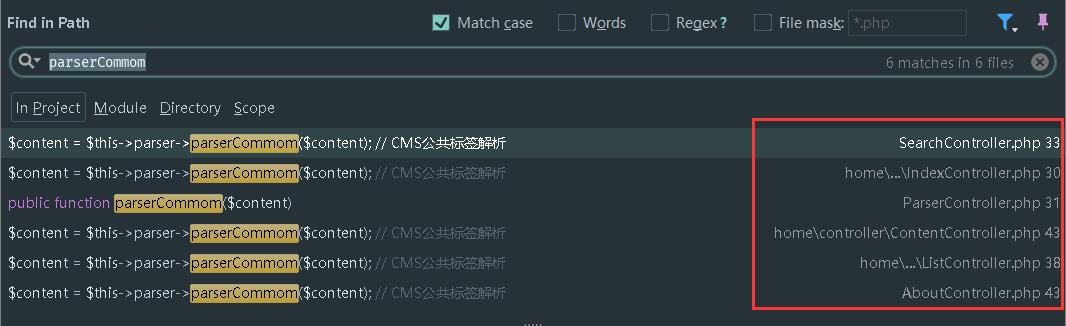 Find in Path Match case Words Regex ? File mask: *.php
parserCommom 6 matches in 6 files
In Project Module Directory Scope
$content = $this->parser->parserCommom($content); // CMS公共标签解析 SearchController.php 33
$content = $this->parser->parserCommom($content); // CMS公共标签解析 home\...\IndexController.php 30
public function parserCommom($content) ParserController.php 31
$content = $this->parser->parserCommom($content); // CMS公共标签解析 home\controller\ContentController.php 43
$content = $this->parser->parserCommom($content); // CMS公共标签解析 home\...\ListController.php 38
$content = $this->parser->parserCommom($content); // CMS公共标签解析 AboutController.php 43